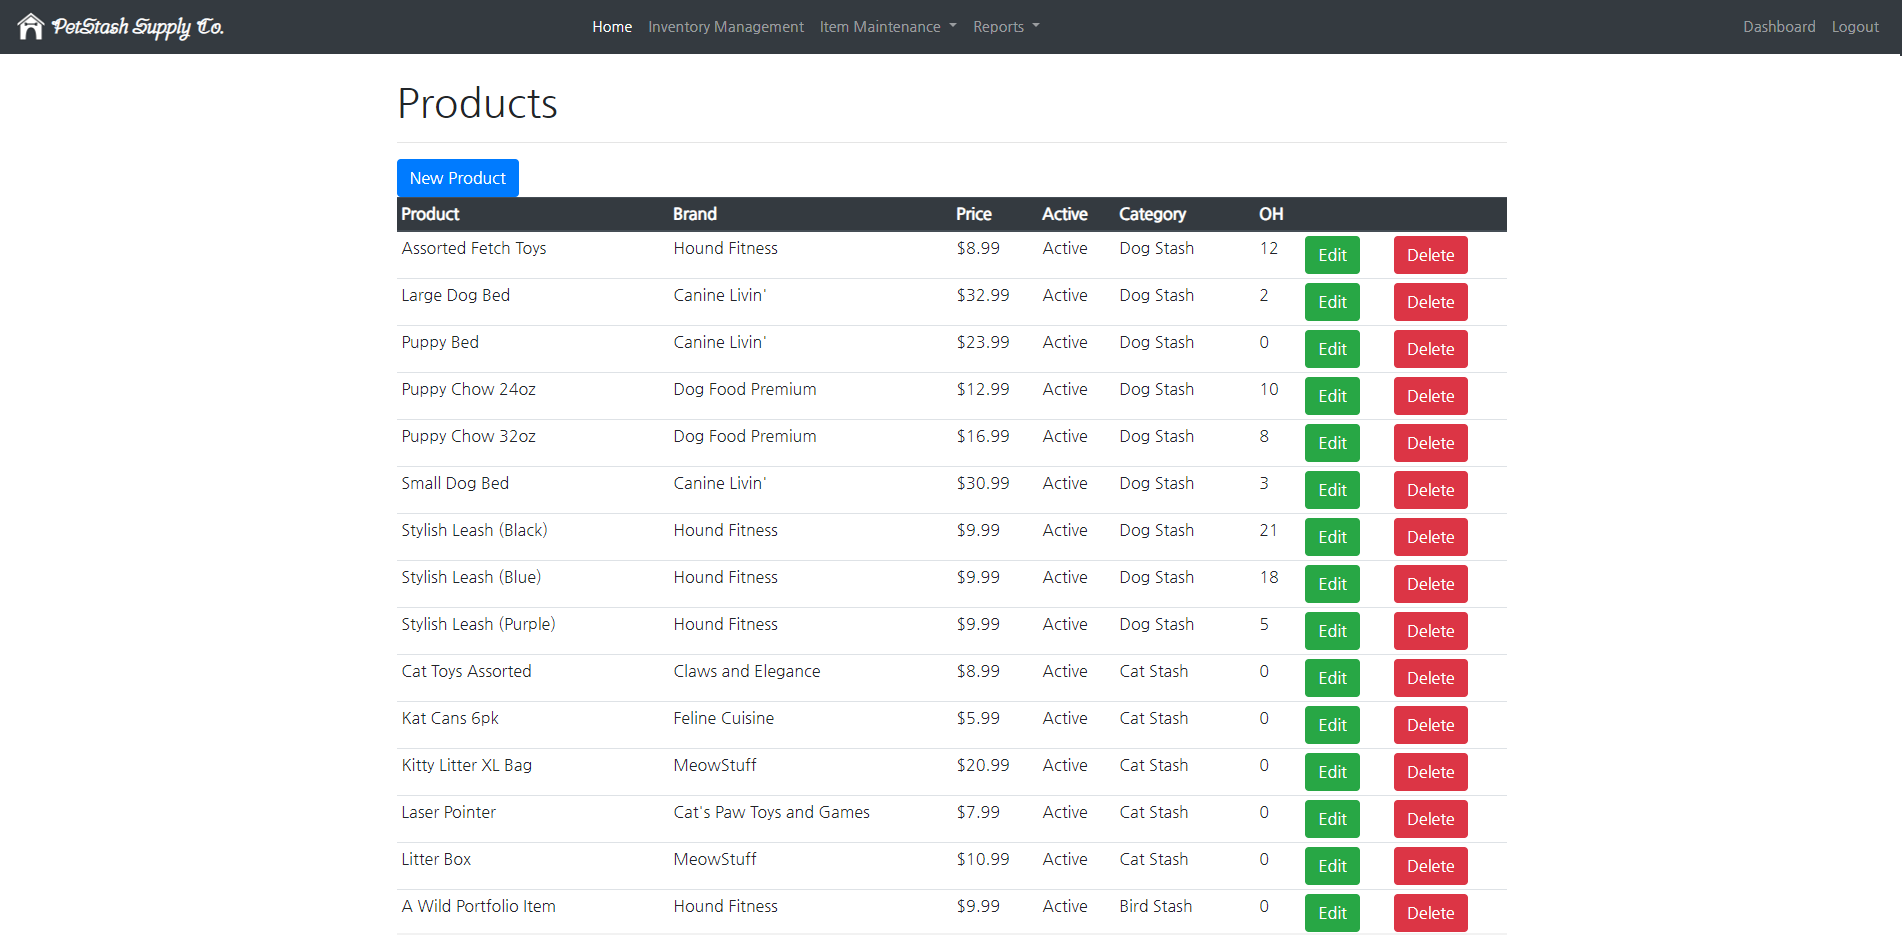 PetStash Supply Co. Home Inventory Management Item Maintenance Reports Dashboard Logout
Products
New Product
Product Brand Price Active Category OH
Assorted Fetch Toys Hound Fitness $8.99 Active Dog Stash 12 Edit Delete
Large Dog Bed Canine Livin' $32.99 Active Dog Stash 2 Edit Delete
Puppy Bed Canine Livin' $23.99 Active Dog Stash 0 Edit Delete
Puppy Chow 24oz Dog Food Premium $12.99 Active Dog Stash 10 Edit Delete
Puppy Chow 32oz Dog Food Premium $16.99 Active Dog Stash 8 Edit Delete
Small Dog Bed Canine Livin' $30.99 Active Dog Stash 3 Edit Delete
Stylish Leash (Black) Hound Fitness $9.99 Active Dog Stash 21 Edit Delete
Stylish Leash (Blue) Hound Fitness $9.99 Active Dog Stash 18 Edit Delete
Stylish Leash (Purple) Hound Fitness $9.99 Active Dog Stash 5 Edit Delete
Cat Toys Assorted Claws and Elegance $8.99 Active Cat Stash 0 Edit Delete
Kat Cans 6pk Feline Cuisine $5.99 Active Cat Stash 0 Edit Delete
Kitty Litter XL Bag MeowStuff $20.99 Active Cat Stash 0 Edit Delete
Laser Pointer Cat's Paw Toys and Games $7.99 Active Cat Stash 0 Edit Delete
Litter Box MeowStuff $10.99 Active Cat Stash 0 Edit Delete
A Wild Portfolio Item Hound Fitness $9.99 Active Bird Stash 0 Edit Delete